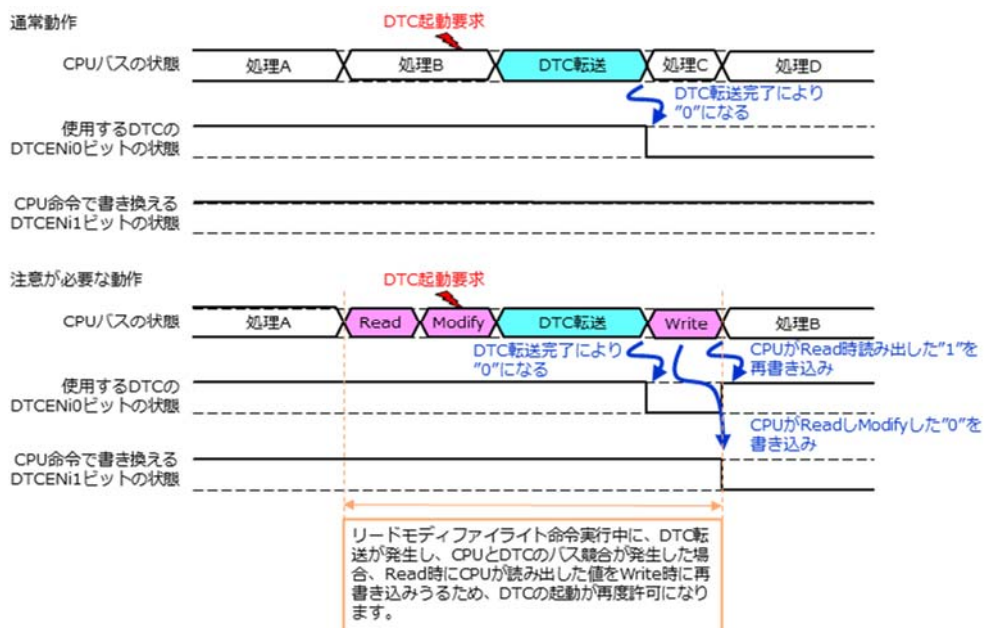 通常動作
DTC起動要求
CPUバスの状態
処理A
処理B
DTC転送
処理C
処理D
DTC転送完了により
"0"になる
使用するDTCの
DTCENi0ビットの状態
CPU命令で書き換える
DTCENi1ビットの状態
注意が必要な動作
DTC起動要求
CPUバスの状態
処理A
Read
Modify
DTC転送
Write
処理B
DTC転送完了により
"0"になる
CPUがRead時読み出した"1"を
再書き込み
使用するDTCの
DTCENi0ビットの状態
CPUがReadしModifyした"0"を
書き込み
CPU命令で書き換える
DTCENi1ビットの状態
リードモディファイライト命令実行中に、DTC転
送が発生し、CPUとDTCのバス競合が発生した場
合、Read時にCPUが読み出した値をWrite時に再
書き込みうるため、DTCの起動が再度許可になり
ます。